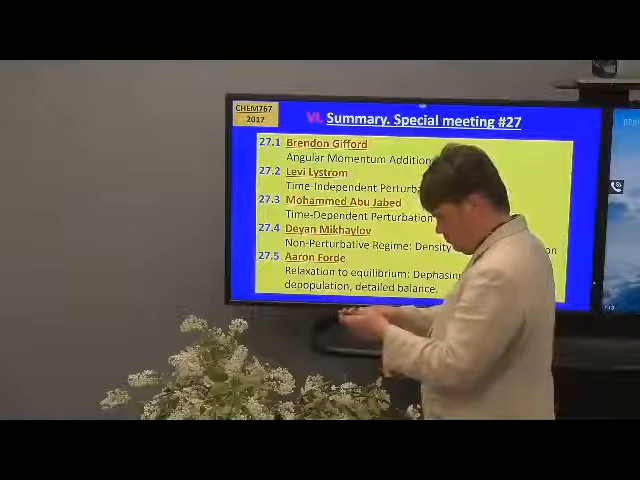 CHEM767
2017
VI. Summary. Special meeting #27
27.1 Brendon Gifford
Angular Momentum Addition
27.2 Levi Lystrom
Time-Independent
27.3 Mohammed Abu Jabed
Time-Dependent Perturbation
27.4 Deyan Mikhaylov
Non-Perturbative Regime: Density on
27.5 Aaron Forde
Relaxation to equilibrium: Dephasing
depopulation, detailed balance.